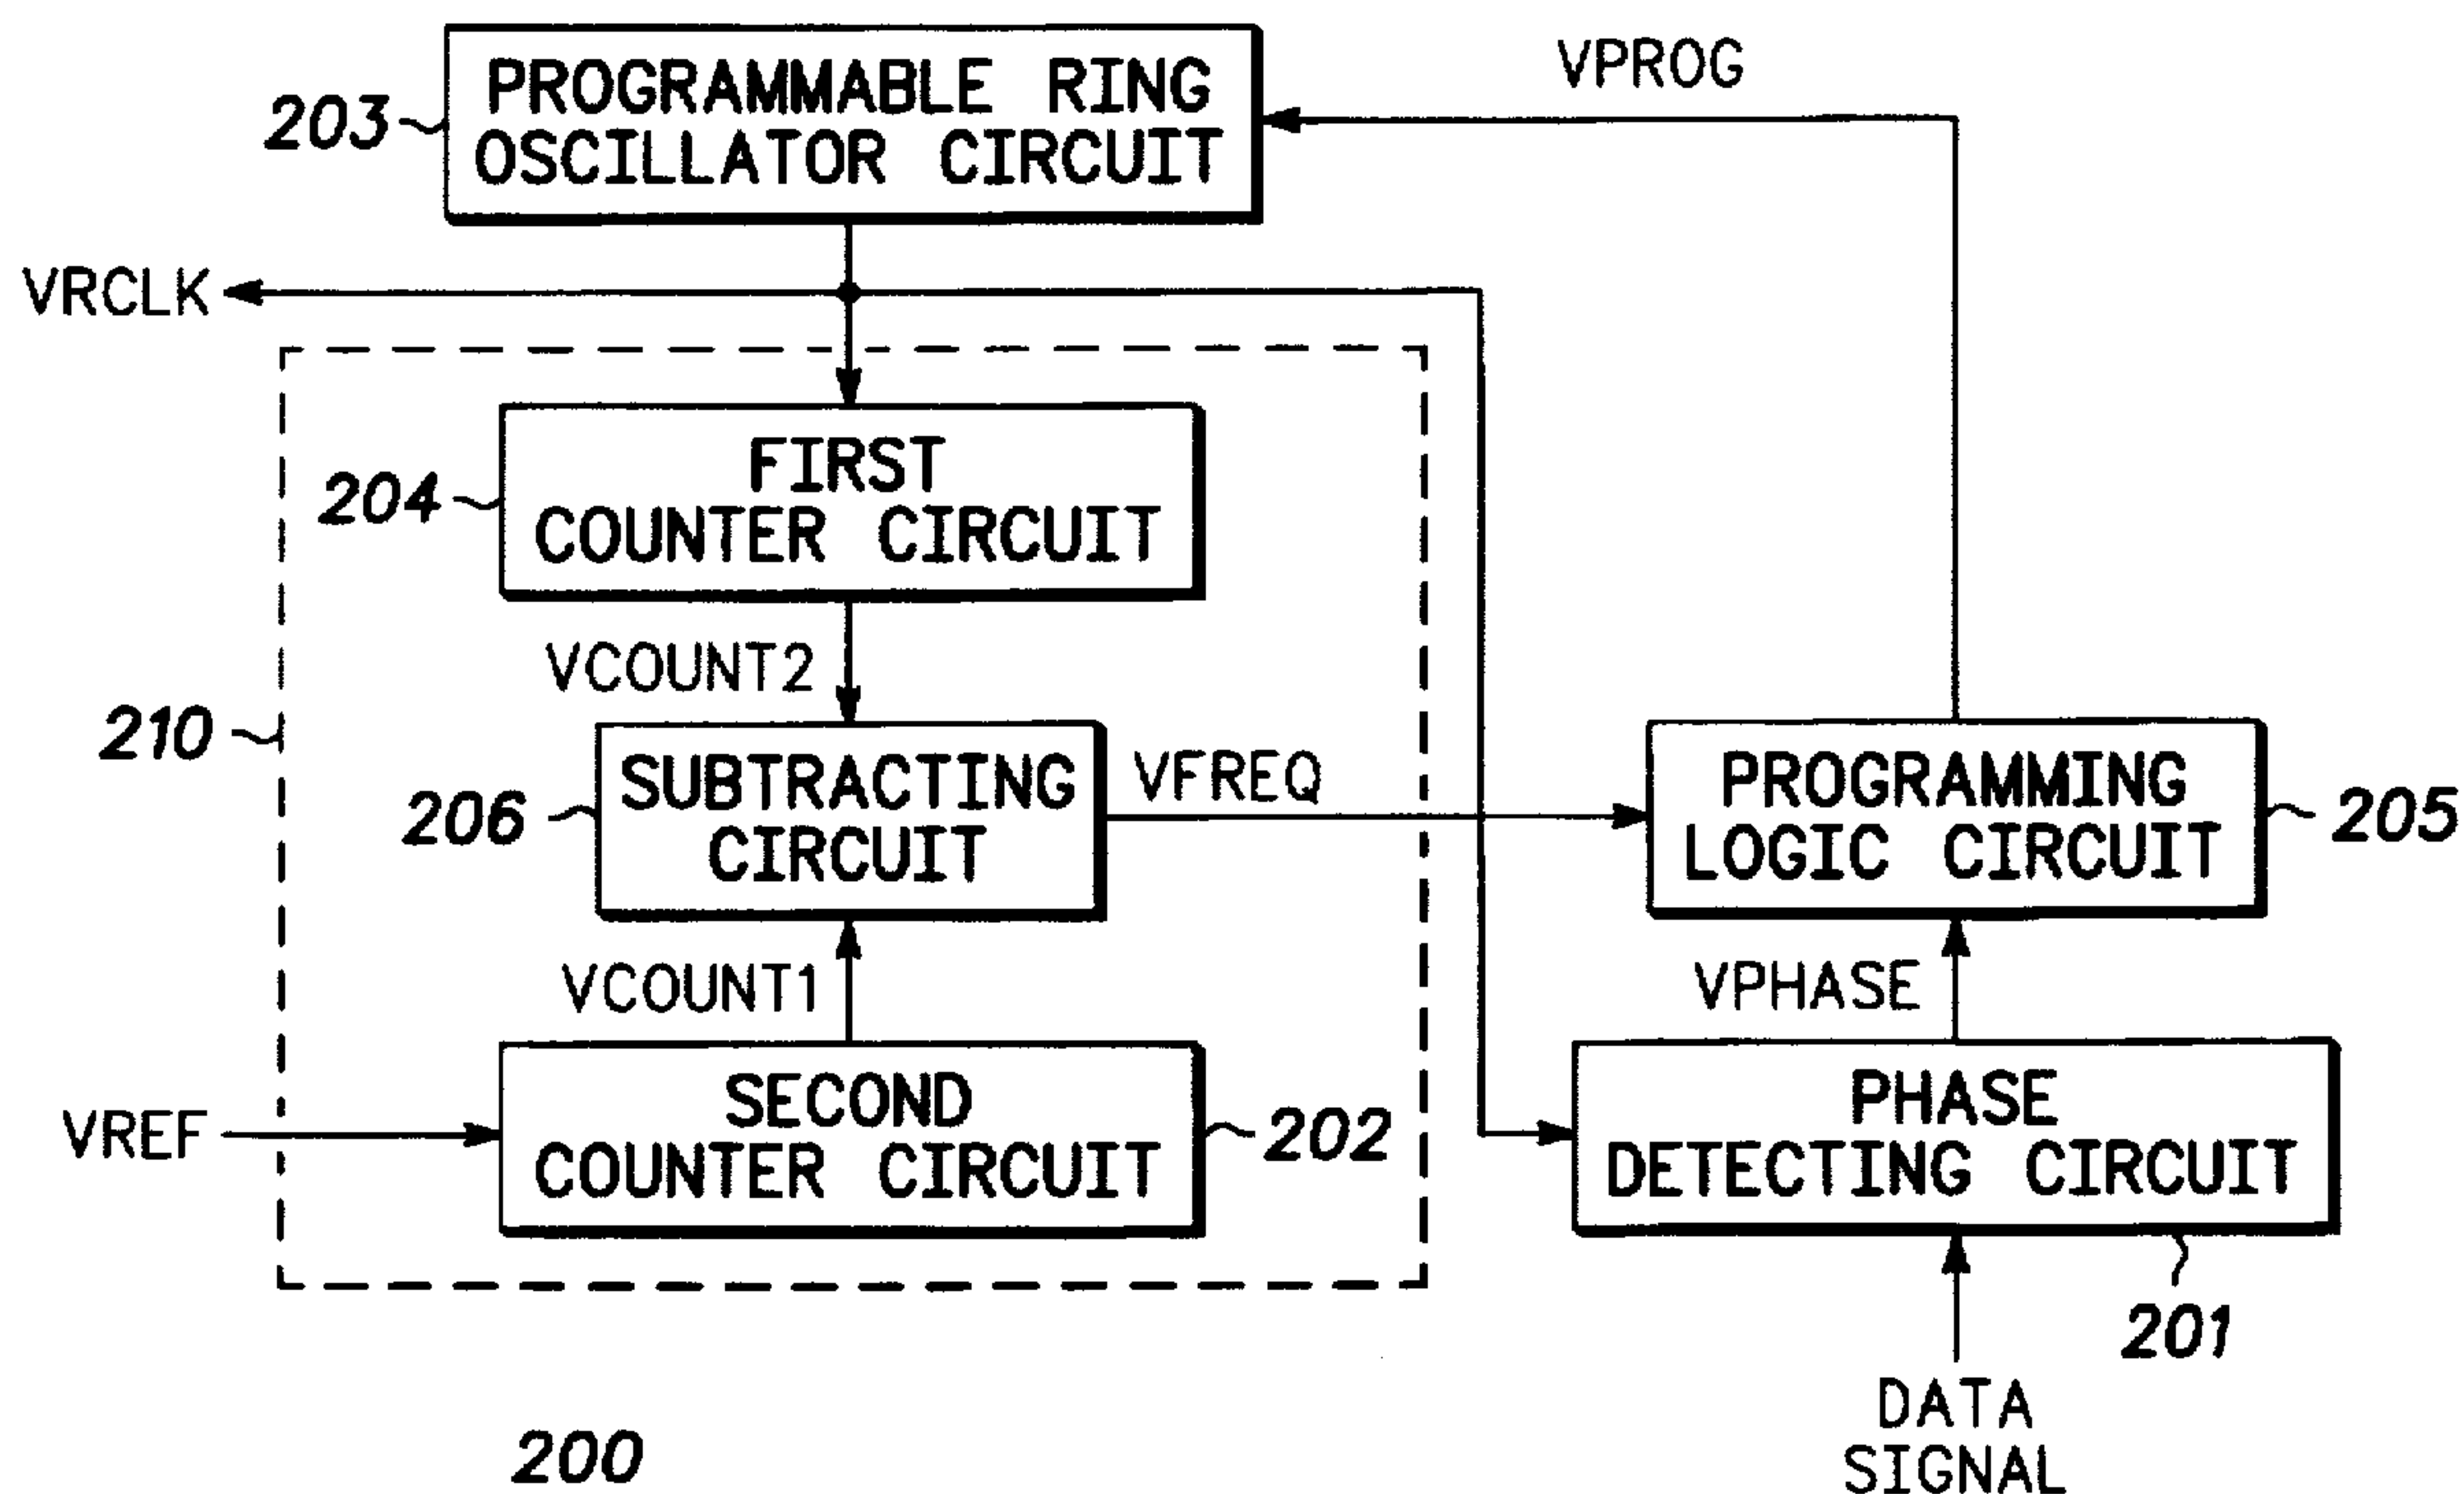 PROGRAMMABLE RING
OSCILLATOR CIRCUIT
203
VPROG
VRCLK
FIRST
COUNTER CIRCUIT
204
VCOUNT2
210
SUBTRACTING
CIRCUIT
206
VFREQ
PROGRAMMING
LOGIC CIRCUIT
205
VCOUNT1
VPHASE
VREF
SECOND
COUNTER CIRCUIT
202
PHASE
DETECTING CIRCUIT
201
DATA
SIGNAL
200